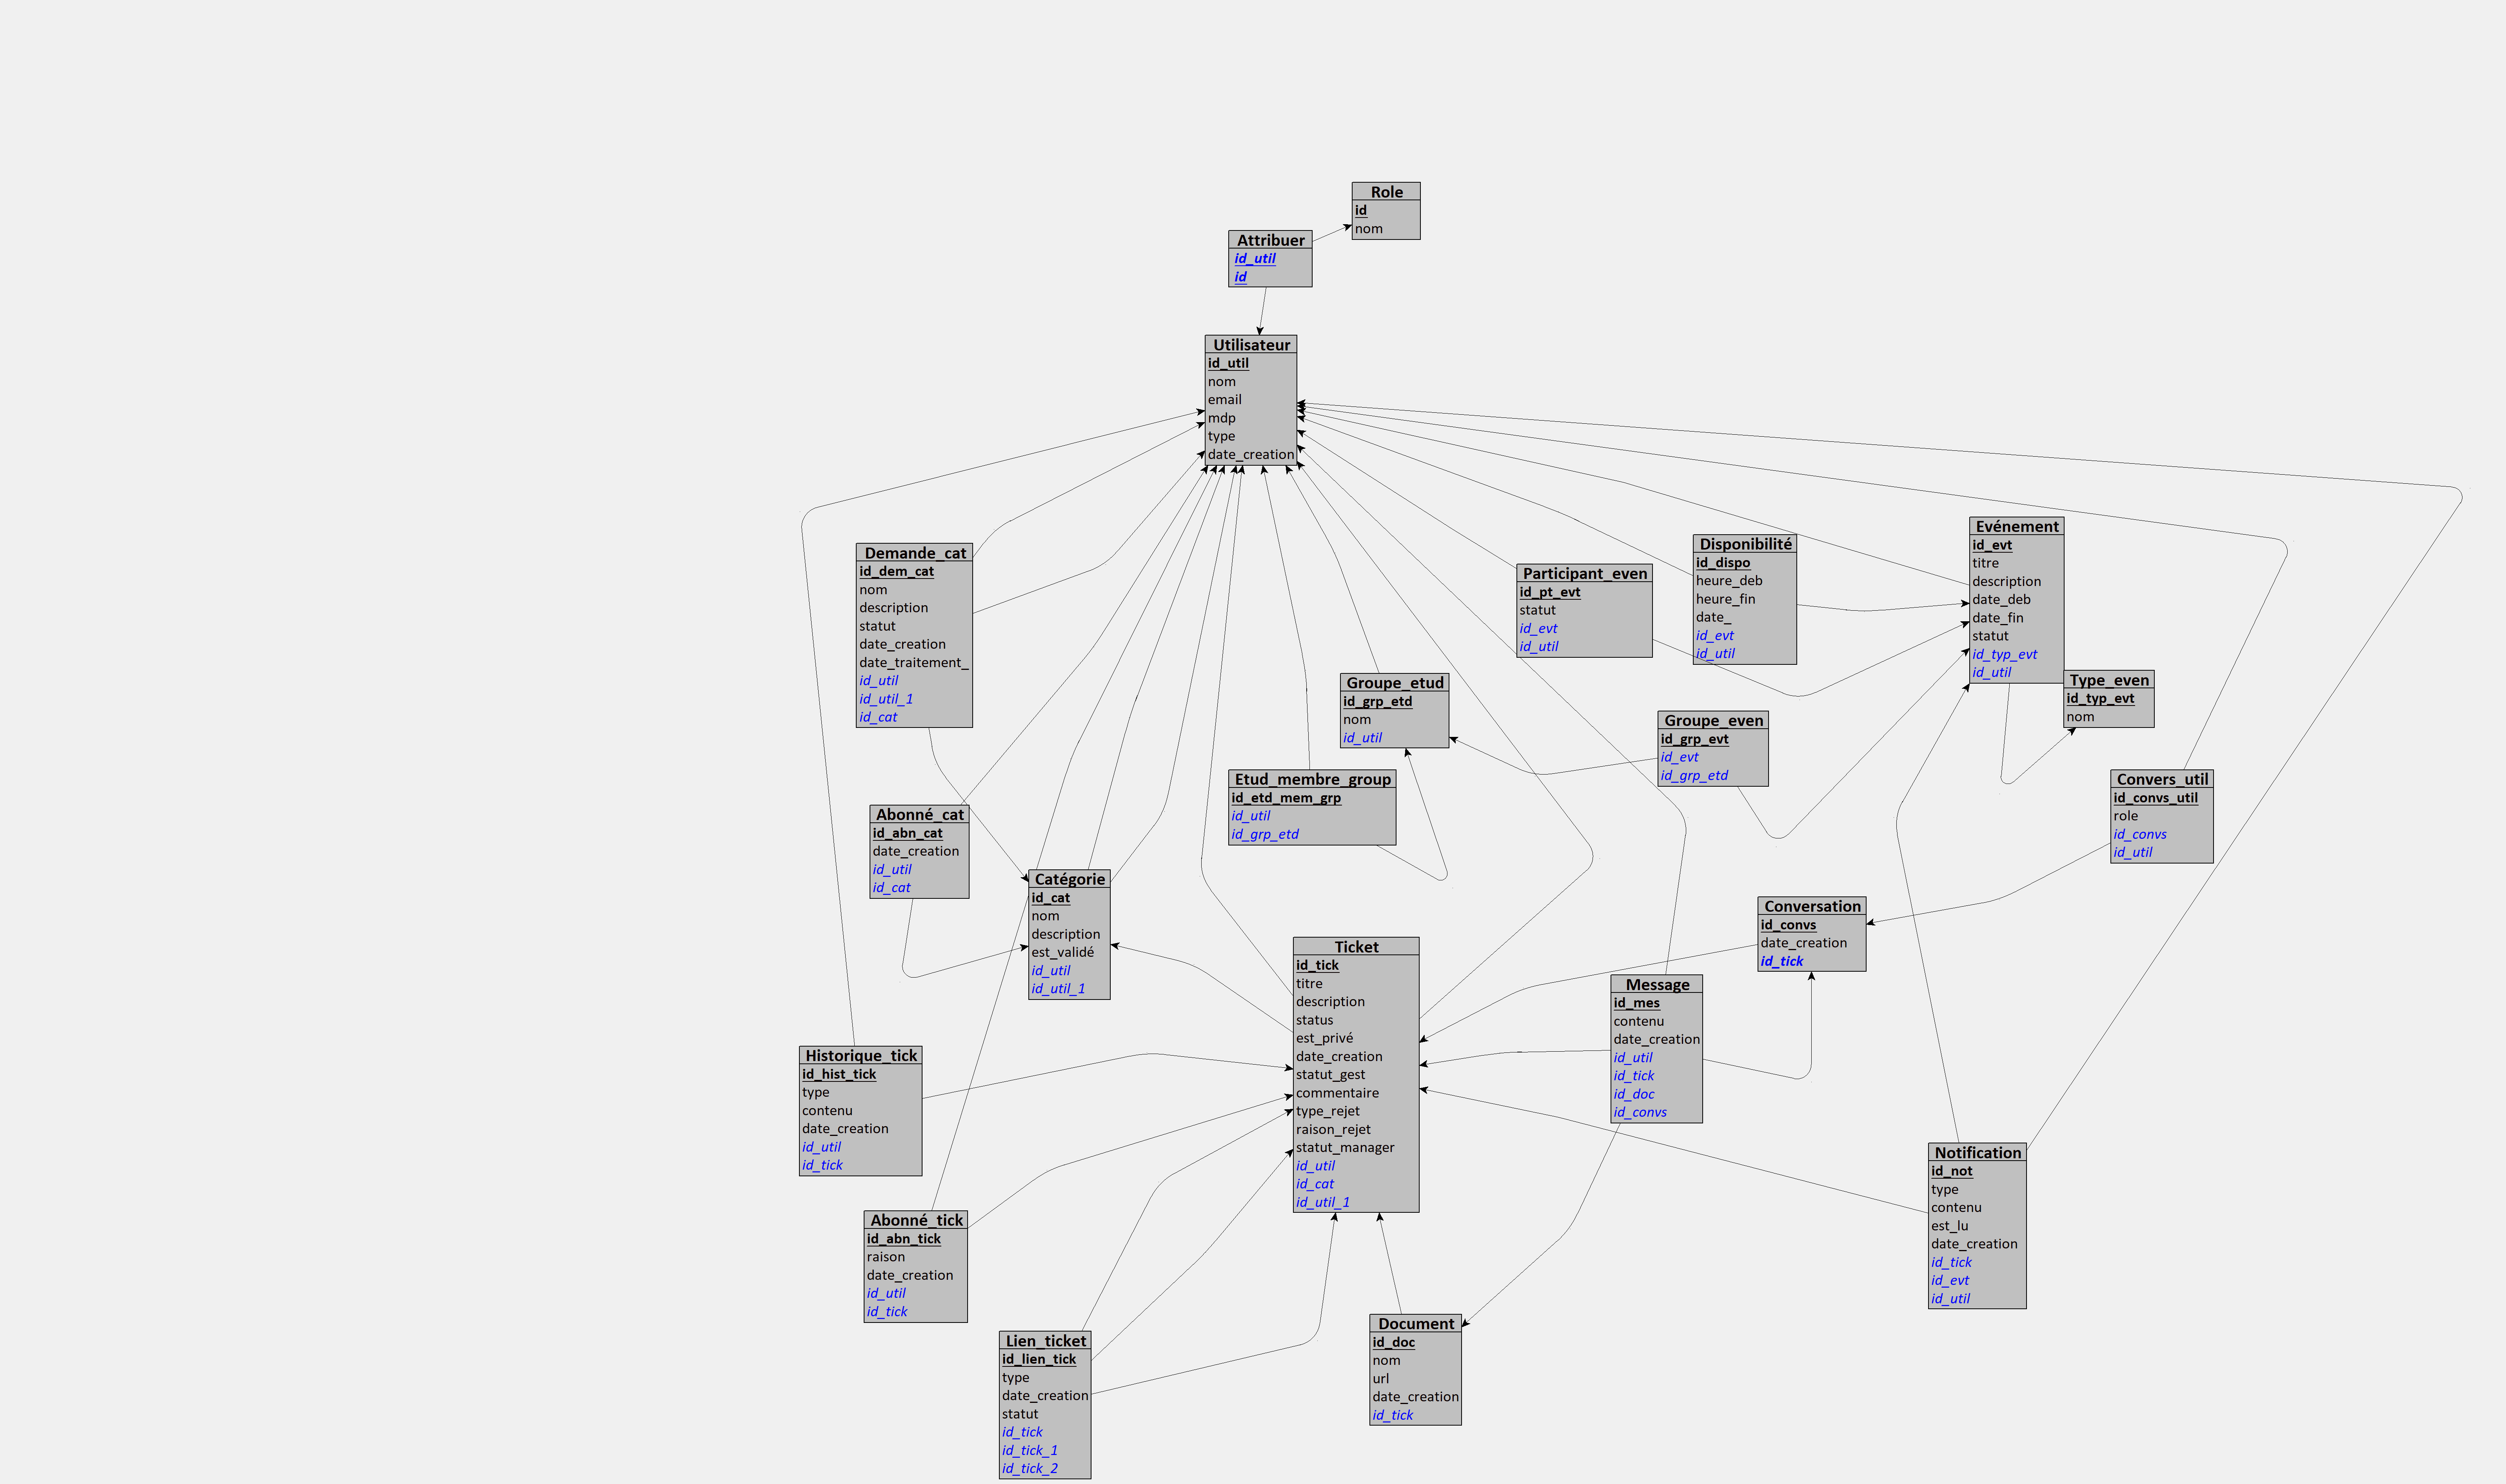 Role
id
nom
Attribuer
id_util
id
Utilisateur
id_util
nom
email
mdp
type
date_creation
Demande_cat
id_dem_cat
nom
description
statut
date_creation
date_traitement_
id_util
id_util_1
id_cat
Participant_even
id_pt_evt
statut
id_evt
id_util
Disponibilité
id_dispo
heure_deb
heure_fin
date_
id_evt
id_util
Evénement
id_evt
titre
description
date_deb
date_fin
statut
id_typ_evt
id_util
Type_even
id_typ_evt
nom
Groupe_etud
id_grp_etd
nom
id_util
Groupe_even
id_grp_evt
id_evt
id_grp_etd
Etud_membre_group
id_etd_mem_grp
id_util
id_grp_etd
Convers_util
id_convs_util
role
id_convs
id_util
Abonné_cat
id_abn_cat
date_creation
id_util
id_cat
Catégorie
id_cat
nom
description
est_validé
id_util
id_util_1
Conversation
id_convs
date_creation
id_tick
Ticket
id_tick
titre
description
status
est_privé
date_creation
statut_gest
commentaire
type_rejet
raison_rejet
statut_manager
id_util
id_cat
id_util_1
Message
id_mes
contenu
date_creation
id_util
id_tick
id_doc
id_convs
Historique_tick
id_hist_tick
type
contenu
date_creation
id_util
id_tick
Notification
id_not
type
contenu
est_lu
date_creation
id_tick
id_evt
id_util
Abonné_tick
id_abn_tick
raison
date_creation
id_util
id_tick
Document
id_doc
nom
url
date_creation
id_tick
Lien_ticket
id_lien_tick
type
date_creation
statut
id_tick
id_tick_1
id_tick_2